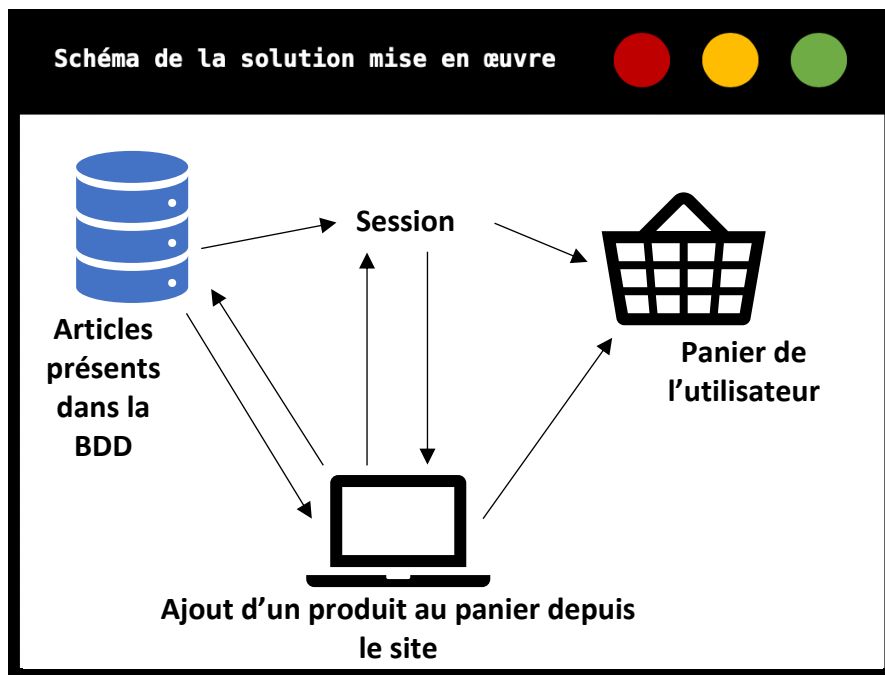 Schéma de la solution mise en œuvre
Session
Articles
présents
dans la
BDD
Panier de
l’utilisateur
Ajout d’un produit au panier depuis
le site